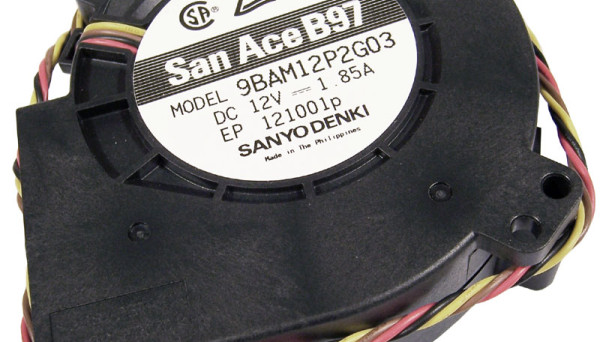 San Ace B97
MODEL 9BAM12P2G03
DC 12V ⎓ 1.85A
EP 121001p
SANYO DENKI
Made in The Philippines